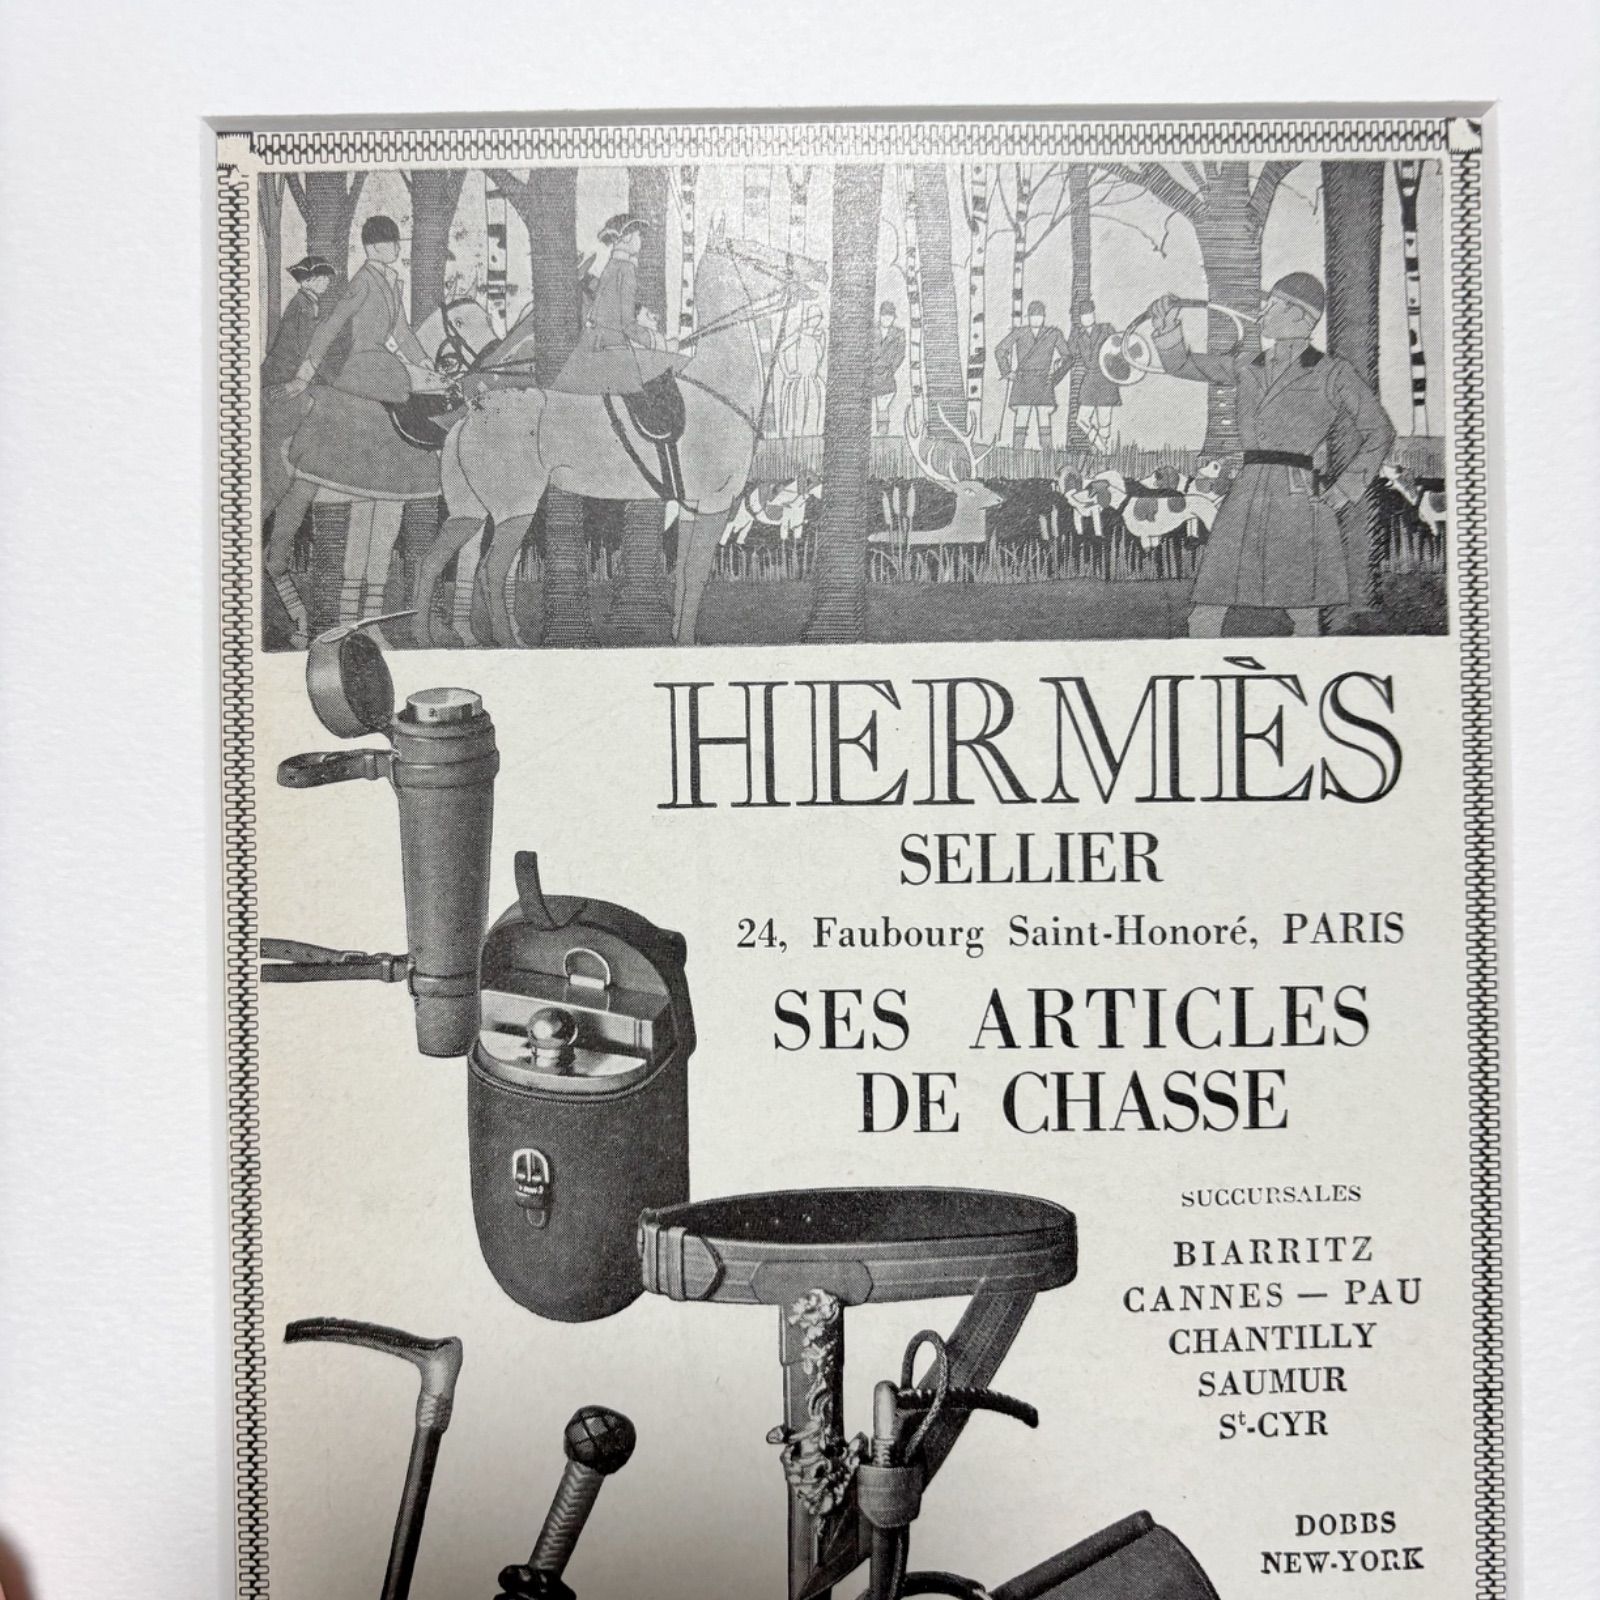 HERMÈS
SELLIER
24, Faubourg Saint-Honoré, PARIS
SES ARTICLES
DE CHASSE
SUCCURSALES
BIARRITZ
CANNES — PAU
CHANTILLY
SAUMUR
St-CYR
DOBBS
NEW-YORK